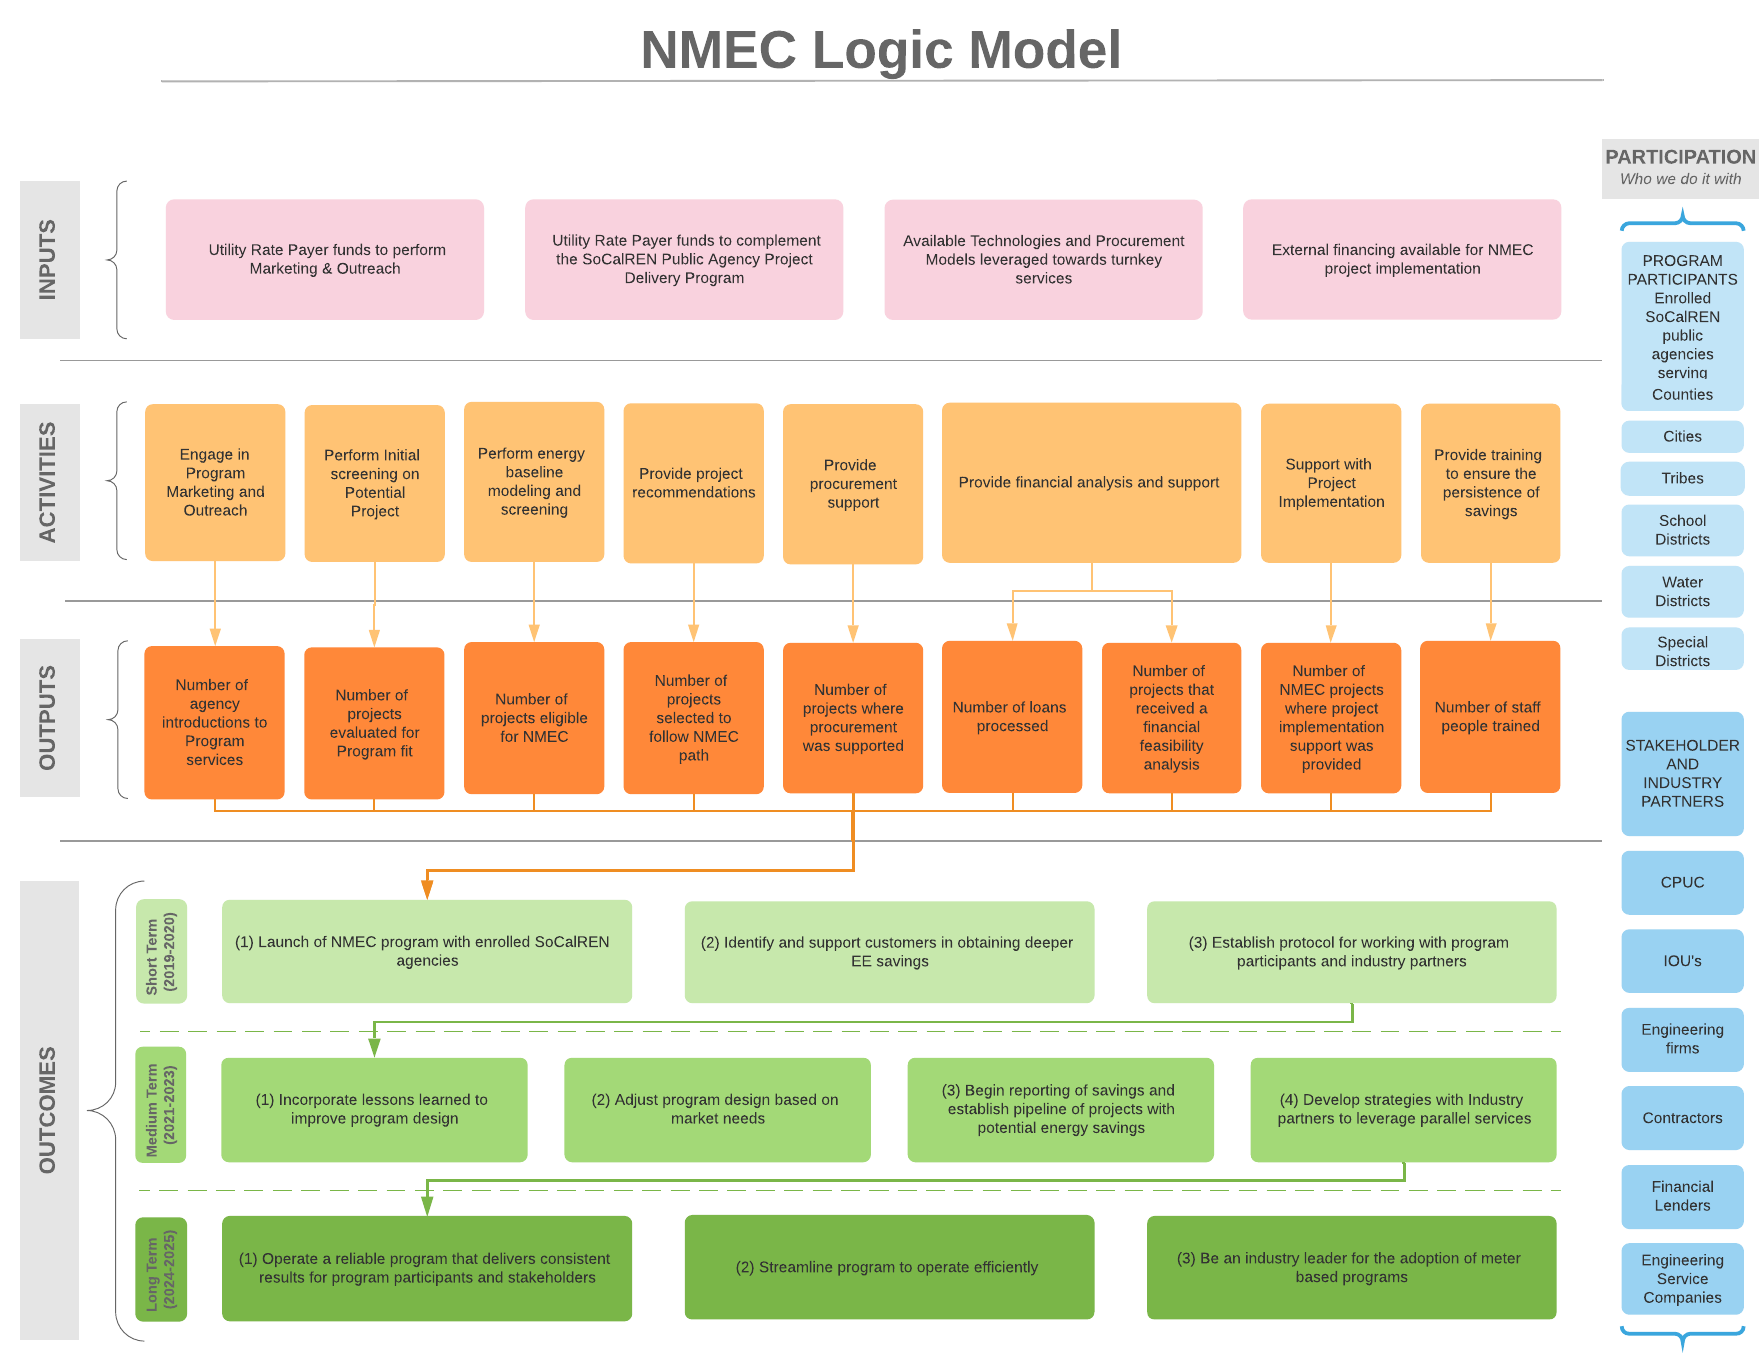 NMEC Logic Model
PARTICIPATION
Who we do it with
INPUTS
Utility Rate Payer funds to perform
Marketing & Outreach
Utility Rate Payer funds to complement
the SoCalREN Public Agency Project
Delivery Program
Available Technologies and Procurement
Models leveraged towards turnkey
services
External financing available for NMEC
project implementation
ACTIVITIES
Engage in
Program
Marketing and
Outreach
Perform Initial
screening on
Potential
Project
Perform energy
baseline
modeling and
screening
Provide project
recommendations
Provide
procurement
support
Provide financial analysis and support
Support with
Project
Implementation
Provide training
to ensure the
persistence of
savings
OUTPUTS
Number of
agency
introductions to
Program
services
Number of
projects
evaluated for
Program fit
Number of
projects eligible
for NMEC
Number of
projects
selected to
follow NMEC
path
Number of
projects where
procurement
was supported
Number of loans
processed
Number of
projects that
received a
financial
feasibility
analysis
Number of
NMEC projects
where project
implementation
support was
provided
Number of staff
people trained
OUTCOMES
Short Term
(2019-2020)
(1) Launch of NMEC program with enrolled SoCalREN
agencies
(2) Identify and support customers in obtaining deeper
EE savings
(3) Establish protocol for working with program
participants and industry partners
Medium Term
(2021-2023)
(1) Incorporate lessons learned to
improve program design
(2) Adjust program design based on
market needs
(3) Begin reporting of savings and
establish pipeline of projects with
potential energy savings
(4) Develop strategies with Industry
partners to leverage parallel services
Long Term
(2024-2025)
(1) Operate a reliable program that delivers consistent
results for program participants and stakeholders
(2) Streamline program to operate efficiently
(3) Be an industry leader for the adoption of meter
based programs
PROGRAM
PARTICIPANTS
Enrolled
SoCalREN
public
agencies
serving
Counties
Cities
Tribes
School
Districts
Water
Districts
Special
Districts
STAKEHOLDER
AND
INDUSTRY
PARTNERS
CPUC
IOU's
Engineering
firms
Contractors
Financial
Lenders
Engineering
Service
Companies